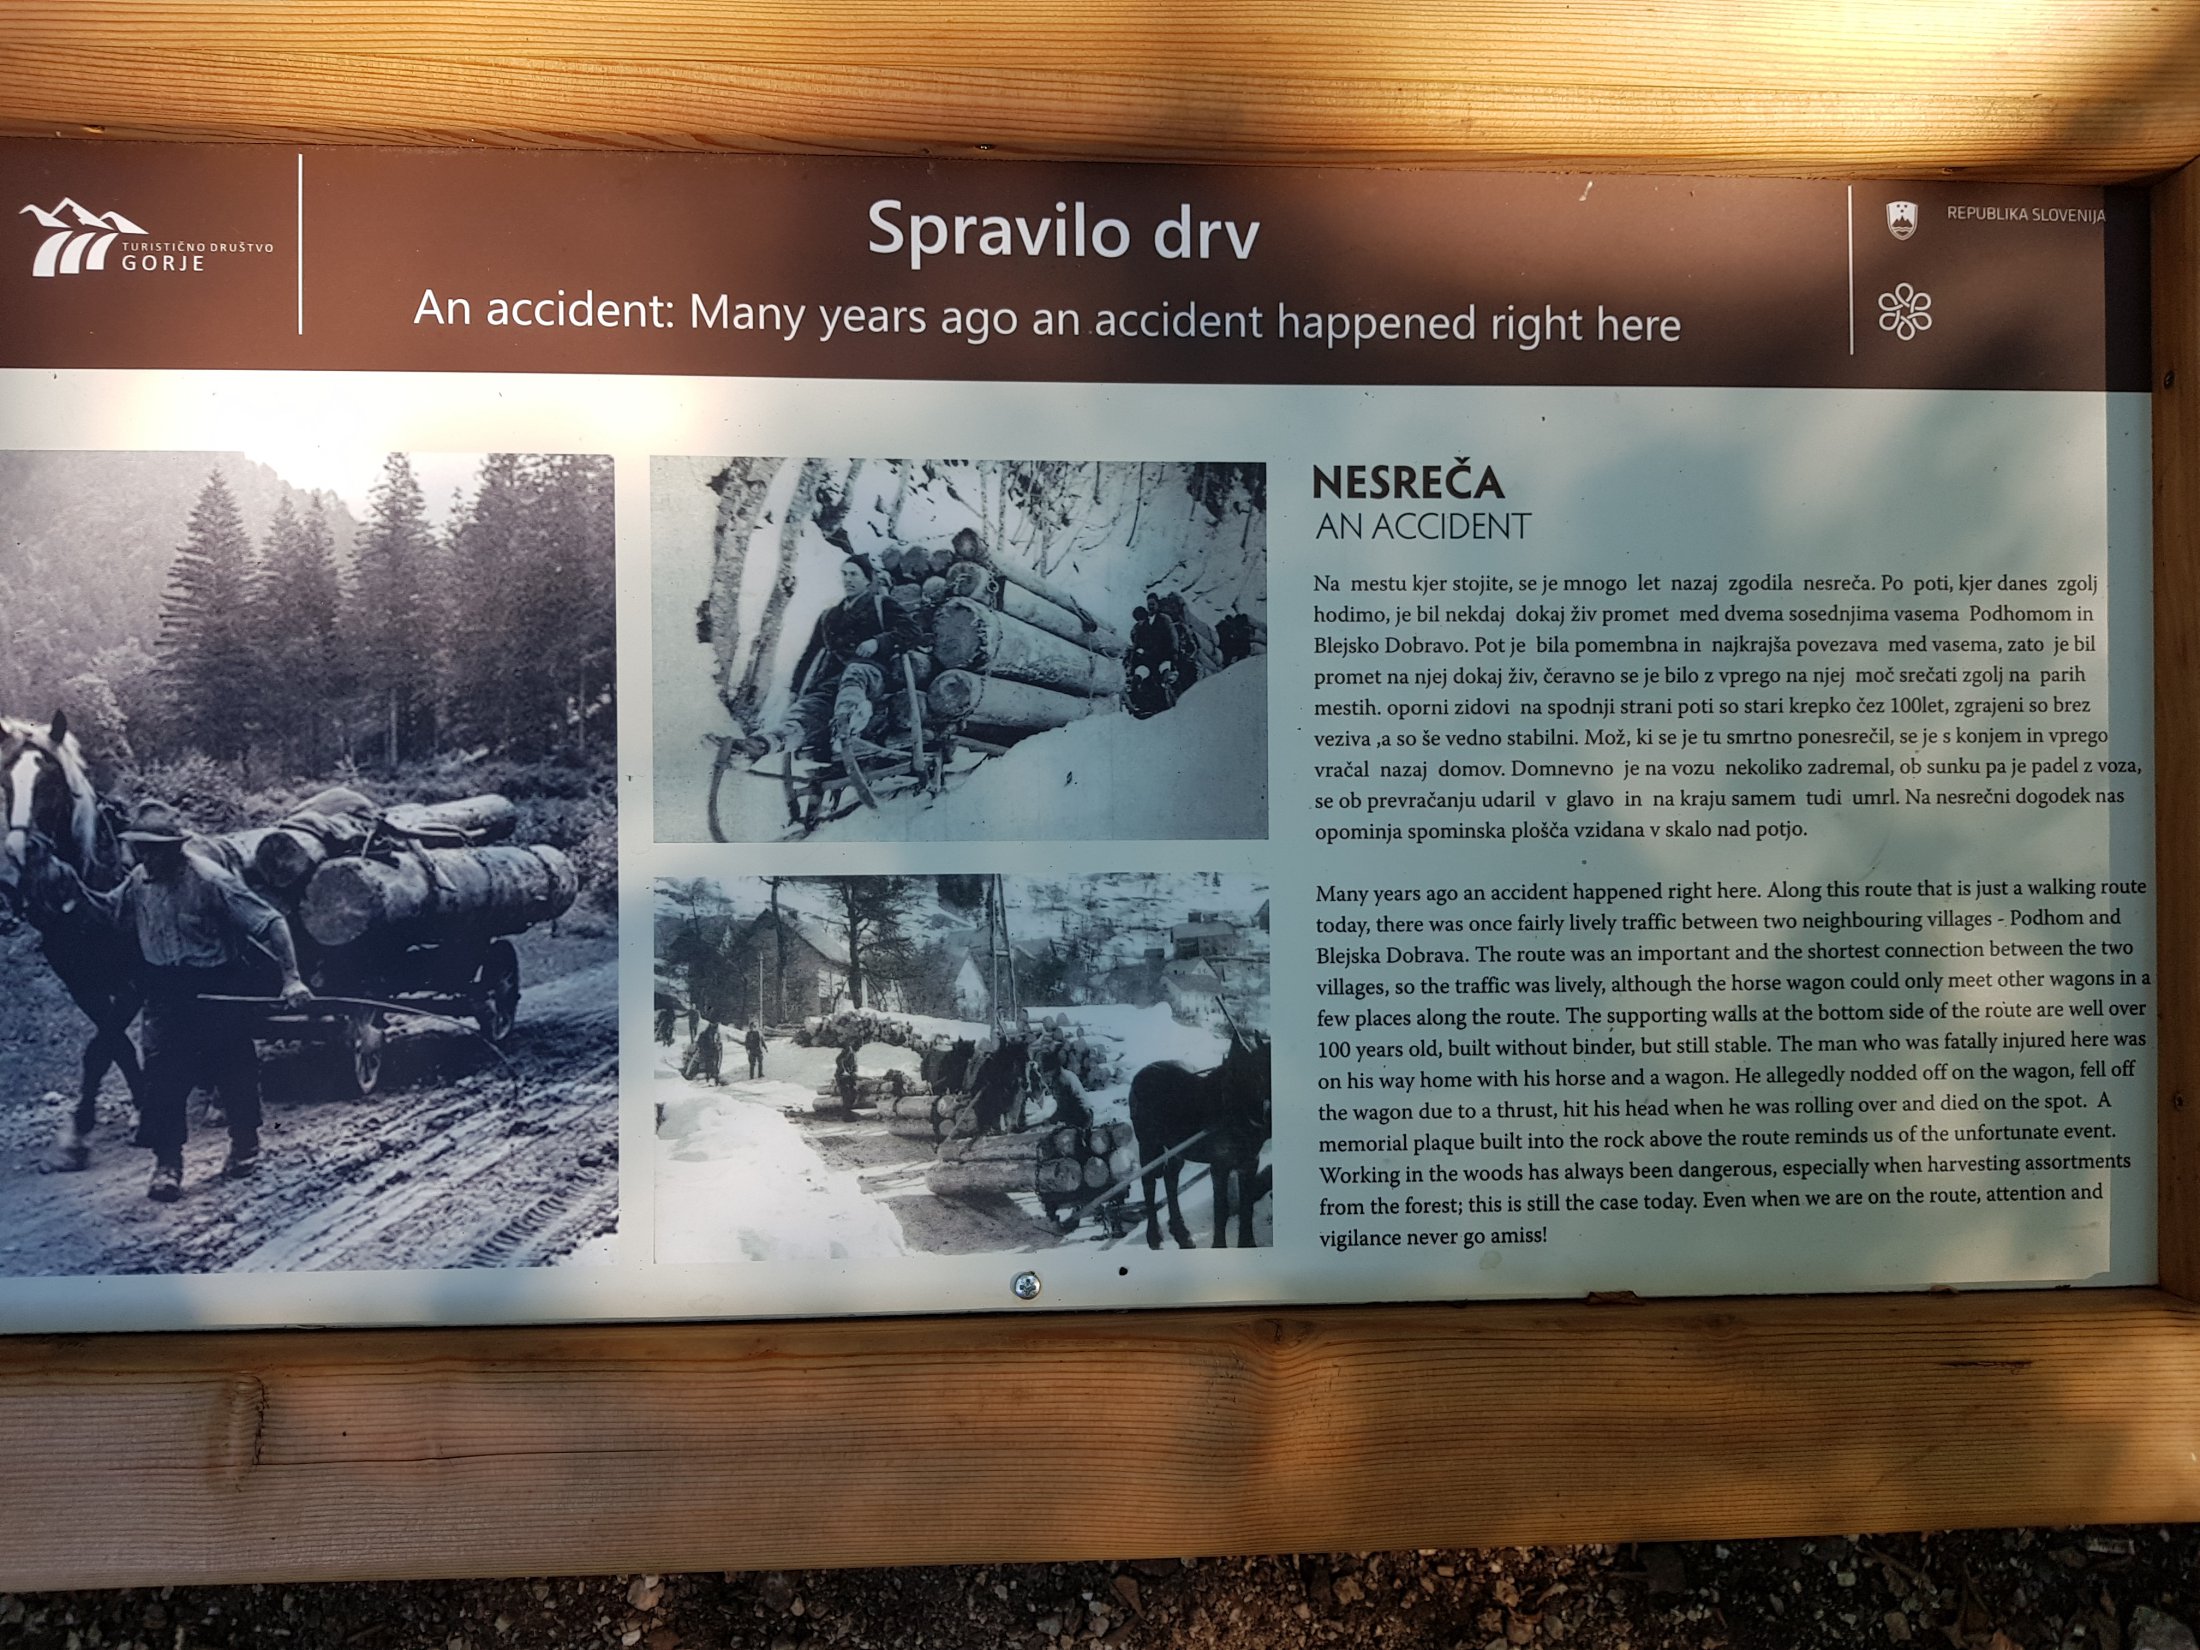 TURISTIČNO DRUŠTVO
GORJE
Spravilo drv
An accident: Many years ago an accident happened right here
REPUBLIKA SLOVENIJA
NESREČA
AN ACCIDENT
Na mestu kjer stojite, se je mnogo let nazaj zgodila nesreča. Po poti, kjer danes zgolj
hodimo, je bil nekdaj dokaj živ promet med dvema sosednjima vasema Podhomom in
Blejsko Dobravo. Pot je bila pomembna in najkrajša povezava med vasema, zato je bil
promet na njej dokaj živ, čeravno se je bilo z vprego na njej moč srečati zgolj na parih
mestih. oporni zidovi na spodnji strani poti so stari krepko čez 100let, zgrajeni so brez
veziva ,a so še vedno stabilni. Mož, ki se je tu smrtno ponesrečil, se je s konjem in vprego
vračal nazaj domov. Domnevno je na vozu nekoliko zadremal, ob sunku pa je padel z voza,
se ob prevračanju udaril v glavo in na kraju samem tudi umrl. Na nesrečni dogodek nas
opominja spominska plošča vzidana v skalo nad potjo.
Many years ago an accident happened right here. Along this route that is just a walking route
today, there was once fairly lively traffic between two neighbouring villages - Podhom and
Blejska Dobrava. The route was an important and the shortest connection between the two
villages, so the traffic was lively, although the horse wagon could only meet other wagons in a
few places along the route. The supporting walls at the bottom side of the route are well over
100 years old, built without binder, but still stable. The man who was fatally injured here was
on his way home with his horse and a wagon. He allegedly nodded off on the wagon, fell off
the wagon due to a thrust, hit his head when he was rolling over and died on the spot. A
memorial plaque built into the rock above the route reminds us of the unfortunate event.
Working in the woods has always been dangerous, especially when harvesting assortments
from the forest; this is still the case today. Even when we are on the route, attention and
vigilance never go amiss!